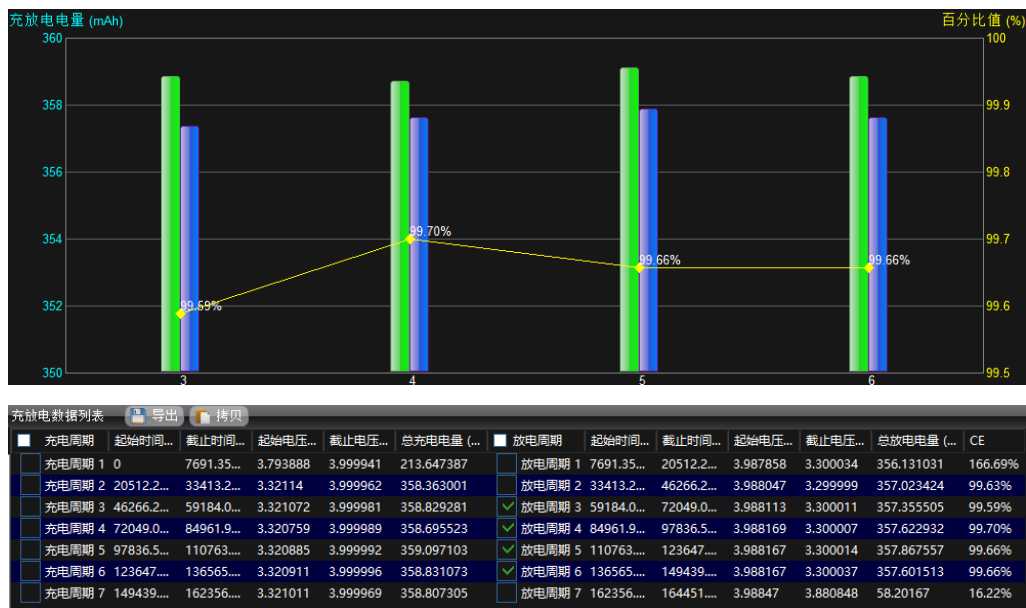 充放电电量 (mAh) 百分比值 (%)
360 100
358 99.9
356 99.8
354 99.7
352 99.6
350 99.5
99.59% 99.70% 99.66% 99.66%
3 4 5 6
充放电数据列表 导出 拷贝
充电周期 起始时间... 截止时间... 起始电压... 截止电压... 总充电电量 (... 放电周期 起始时间... 截止时间... 起始电压... 截止电压... 总放电电量 (... CE
充电周期 1 0 7691.35... 3.793888 3.999941 213.647387 放电周期 1 7691.35... 20512.2... 3.987858 3.300034 356.131031 166.69%
充电周期 2 20512.2... 33413.2... 3.32114 3.999962 358.363001 放电周期 2 33413.2... 46266.2... 3.988047 3.299999 357.023424 99.63%
充电周期 3 46266.2... 59184.0... 3.321072 3.999981 358.829281 放电周期 3 59184.0... 72049.0... 3.988113 3.300011 357.355505 99.59%
充电周期 4 72049.0... 84961.9... 3.320759 3.999989 358.695523 放电周期 4 84961.9... 97836.5... 3.988169 3.300007 357.622932 99.70%
充电周期 5 97836.5... 110763.... 3.320885 3.999992 359.097103 放电周期 5 110763.... 123647.... 3.988167 3.300014 357.867557 99.66%
充电周期 6 123647.... 136565.... 3.320911 3.999996 358.831073 放电周期 6 136565.... 149439.... 3.988167 3.300037 357.601513 99.66%
充电周期 7 149439.... 162356.... 3.321011 3.999969 358.807305 放电周期 7 162356.... 164451.... 3.98847 3.880848 58.20167 16.22%